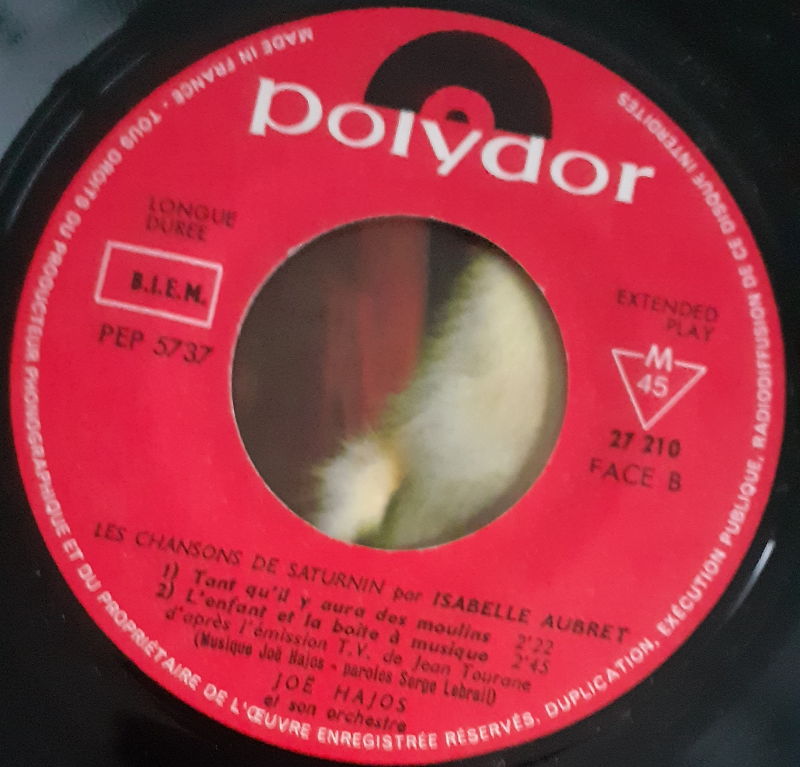 polydor
LONGUE
DURÉE
B.I.E.M.
PEP 5737
EXTENDED
PLAY
M
45
27 210
FACE B
LES CHANSONS DE SATURNIN par ISABELLE AUBRET
1) Tant qu'il y aura des moulins 2'22
2) L'enfant et la boîte à musique 2'45
d'après l'émission T.V. de Jean Tourane
(Musique Joë Hajos - paroles Serge Lebrail)
JOË HAJOS
et son orchestre
MADE IN FRANCE · TOUS DROITS DU PRODUCTEUR PHONOGRAPHIQUE ET DU PROPRIÉTAIRE DE L'ŒUVRE ENREGISTRÉE RÉSERVÉS. DUPLICATION, EXÉCUTION PUBLIQUE, RADIODIFFUSION DE CE DISQUE INTERDITES